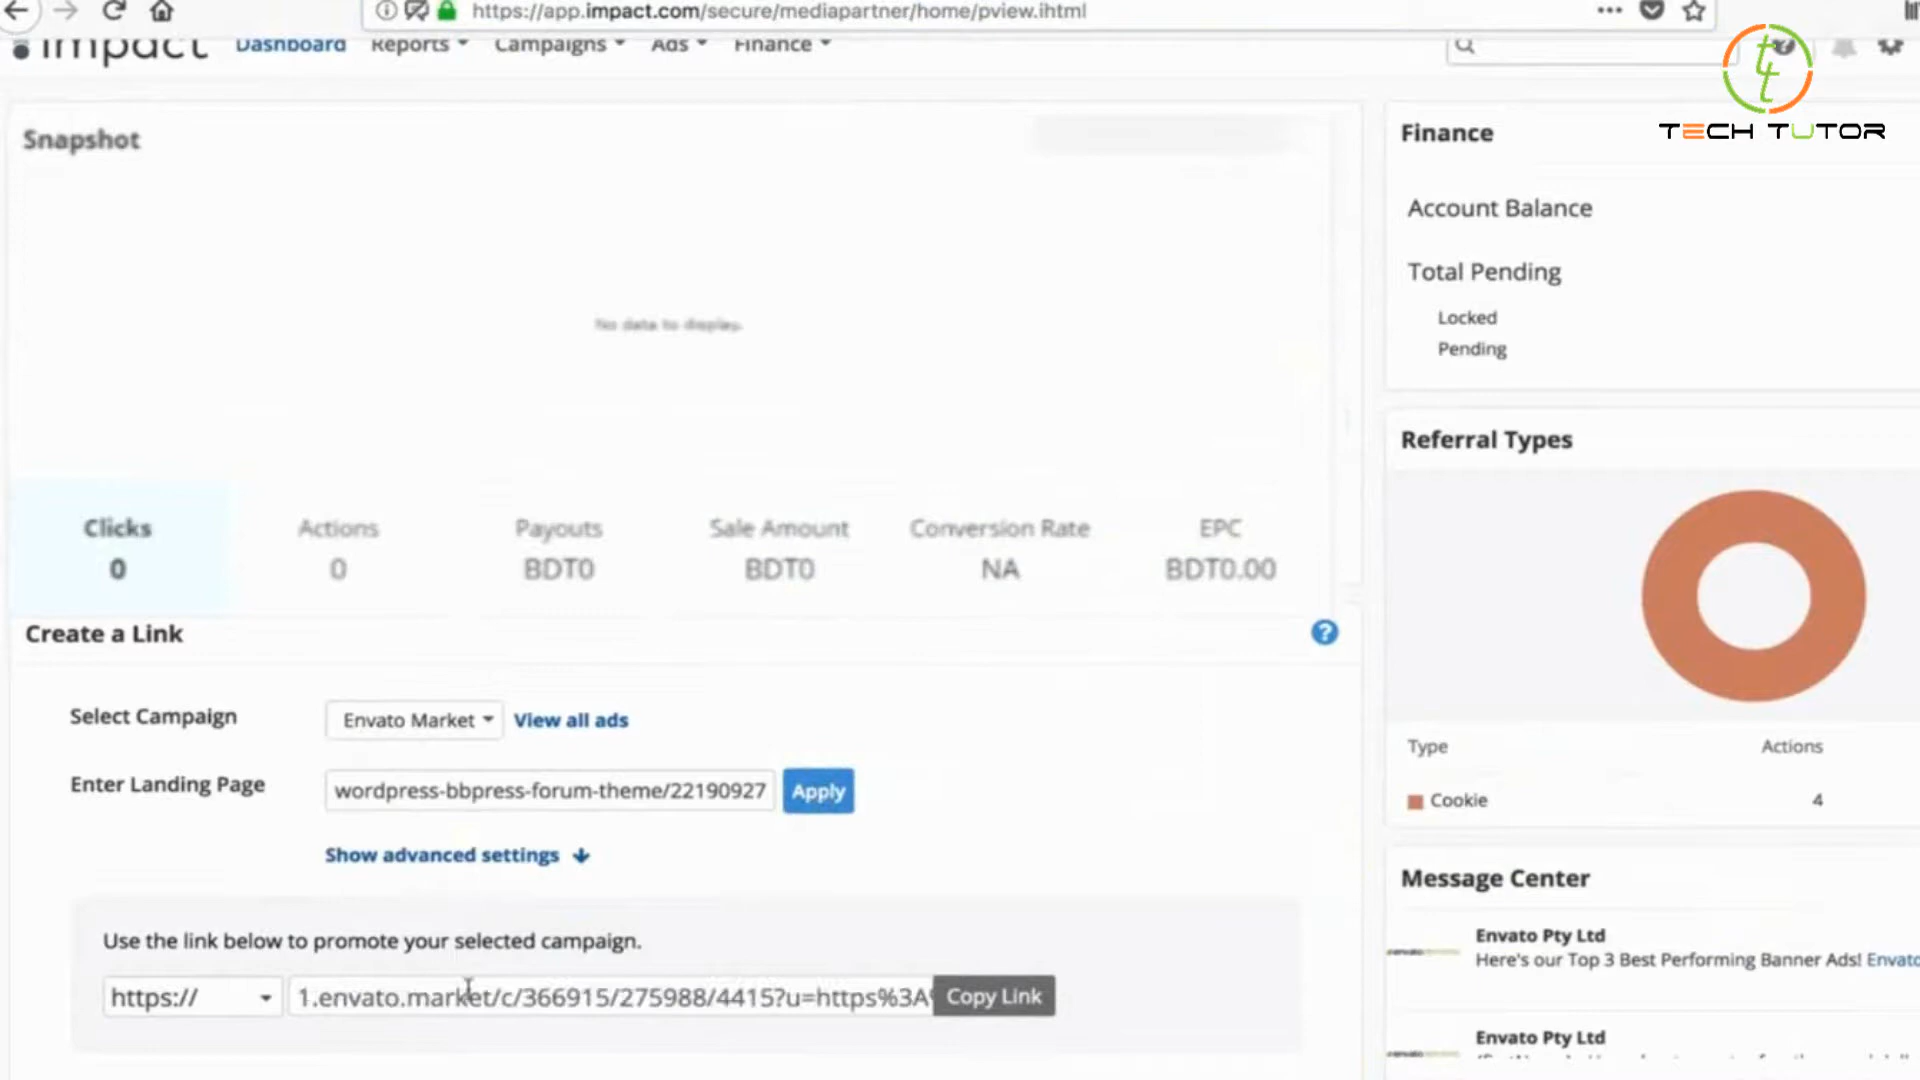 https://app.impact.com/secure/mediapartner/home/pview.ihtml
impact Dashboard Reports Campaigns Ads Finance
TECH TUTOR
Snapshot
No data to display.
Clicks Actions Payouts Sale Amount Conversion Rate EPC
0 0 BDT0 BDT0 NA BDT0.00
Create a Link
?
Select Campaign Envato Market View all ads
Enter Landing Page wordpress-bbpress-forum-theme/22190927 Apply
Show advanced settings
Use the link below to promote your selected campaign.
https:// 1.envato.market/c/366915/275988/4415?u=https%3A Copy Link
Finance
Account Balance
Total Pending
Locked
Pending
Referral Types
Type Actions
Cookie 4
Message Center
Envato Pty Ltd
Here's our Top 3 Best Performing Banner Ads! Envato
Envato Pty Ltd